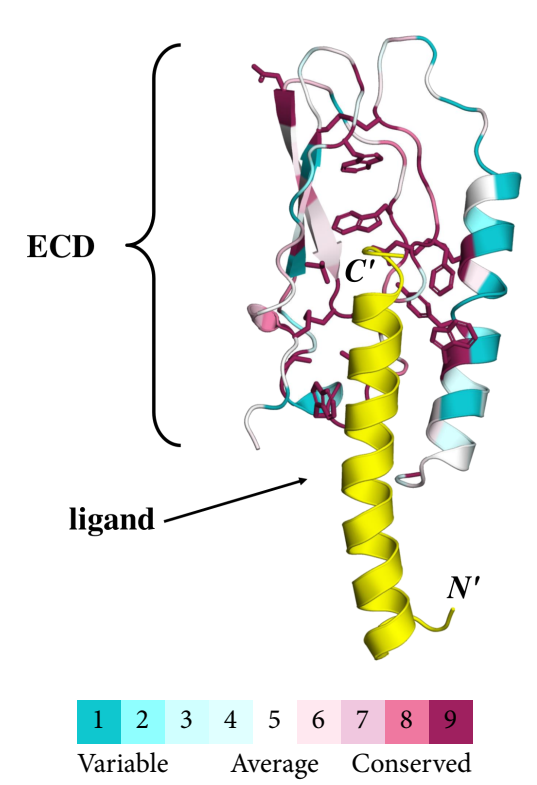 ECD
C'
ligand
N'
1 2 3 4 5 6 7 8 9
Variable Average Conserved